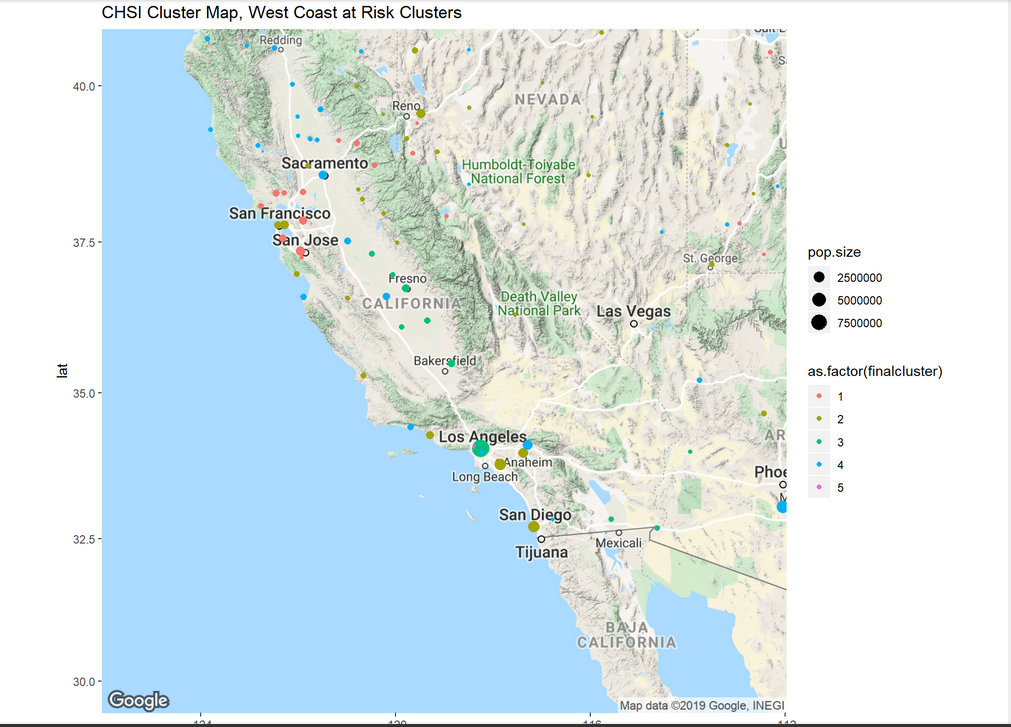 CHSI Cluster Map, West Coast at Risk Clusters
Redding
40.0
Reno
NEVADA
Sacramento
Humboldt-Toiyabe
National Forest
San Francisco
37.5
San Jose
St. George
Fresno
CALIFORNIA
Death Valley
National Park
Las Vegas
Bakersfield
lat
35.0
Los Angeles
Anaheim
Long Beach
AR
Phoe
M
San Diego
32.5
Tijuana
Mexicali
BAJA
CALIFORNIA
30.0
Google
Map data ©2019 Google, INEGI
pop.size
2500000
5000000
7500000
as.factor(finalcluster)
1
2
3
4
5